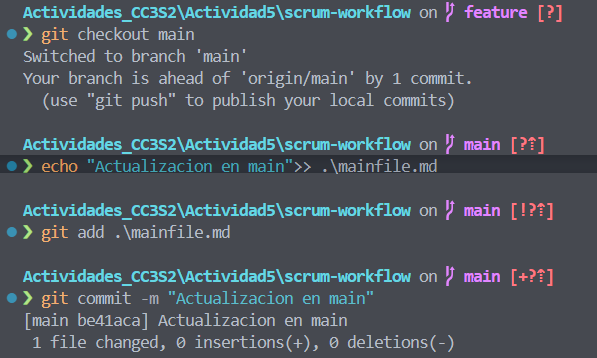 Actividades_CC3S2\Actividad5\scrum-workflow on feature [?]
❯ git checkout main
Switched to branch 'main'
Your branch is ahead of 'origin/main' by 1 commit.
  (use "git push" to publish your local commits)
Actividades_CC3S2\Actividad5\scrum-workflow on main [?⇡]
❯ echo "Actualizacion en main">> .\mainfile.md
Actividades_CC3S2\Actividad5\scrum-workflow on main [!?⇡]
❯ git add .\mainfile.md
Actividades_CC3S2\Actividad5\scrum-workflow on main [+?⇡]
❯ git commit -m "Actualizacion en main"
[main be41aca] Actualizacion en main
 1 file changed, 0 insertions(+), 0 deletions(-)